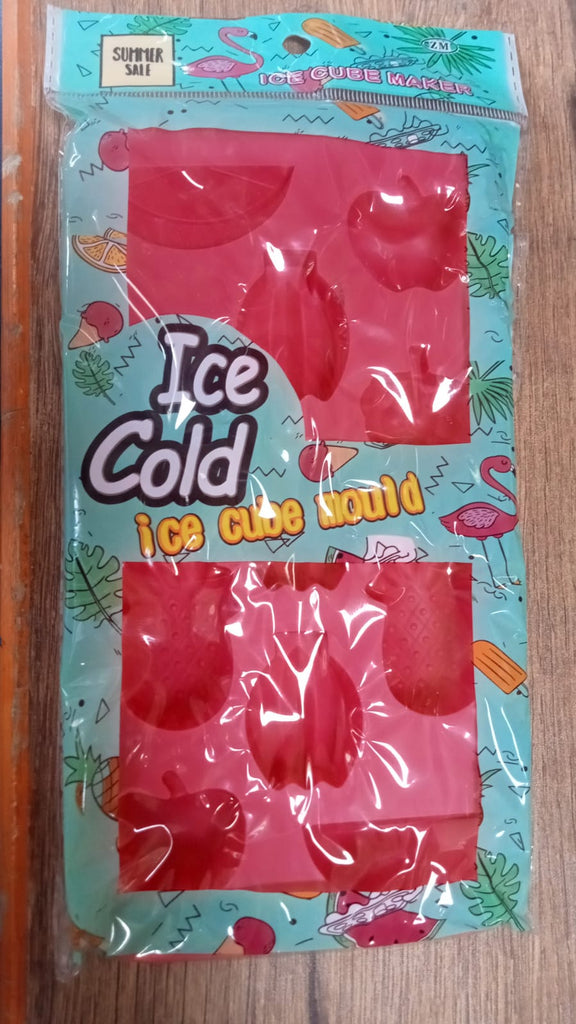 SUMMER
SALE
ZM
ICE CUBE MAKER
Ice
Cold
ice cube mould